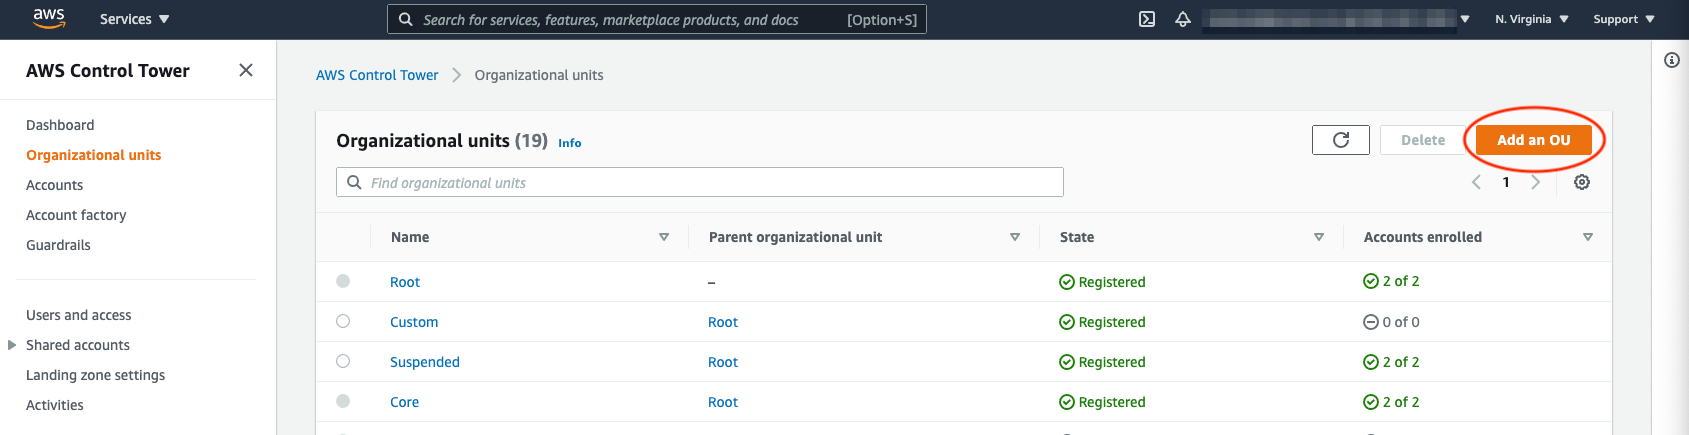 aws Services Search for services, features, marketplace products, and docs [Option+S] N. Virginia Support
AWS Control Tower
Dashboard
Organizational units
Accounts
Account factory
Guardrails
Users and access
Shared accounts
Landing zone settings
Activities
AWS Control Tower Organizational units
Organizational units (19) Info Delete Add an OU
Find organizational units 1
Name Parent organizational unit State Accounts enrolled
Root – Registered 2 of 2
Custom Root Registered 0 of 0
Suspended Root Registered 2 of 2
Core Root Registered 2 of 2